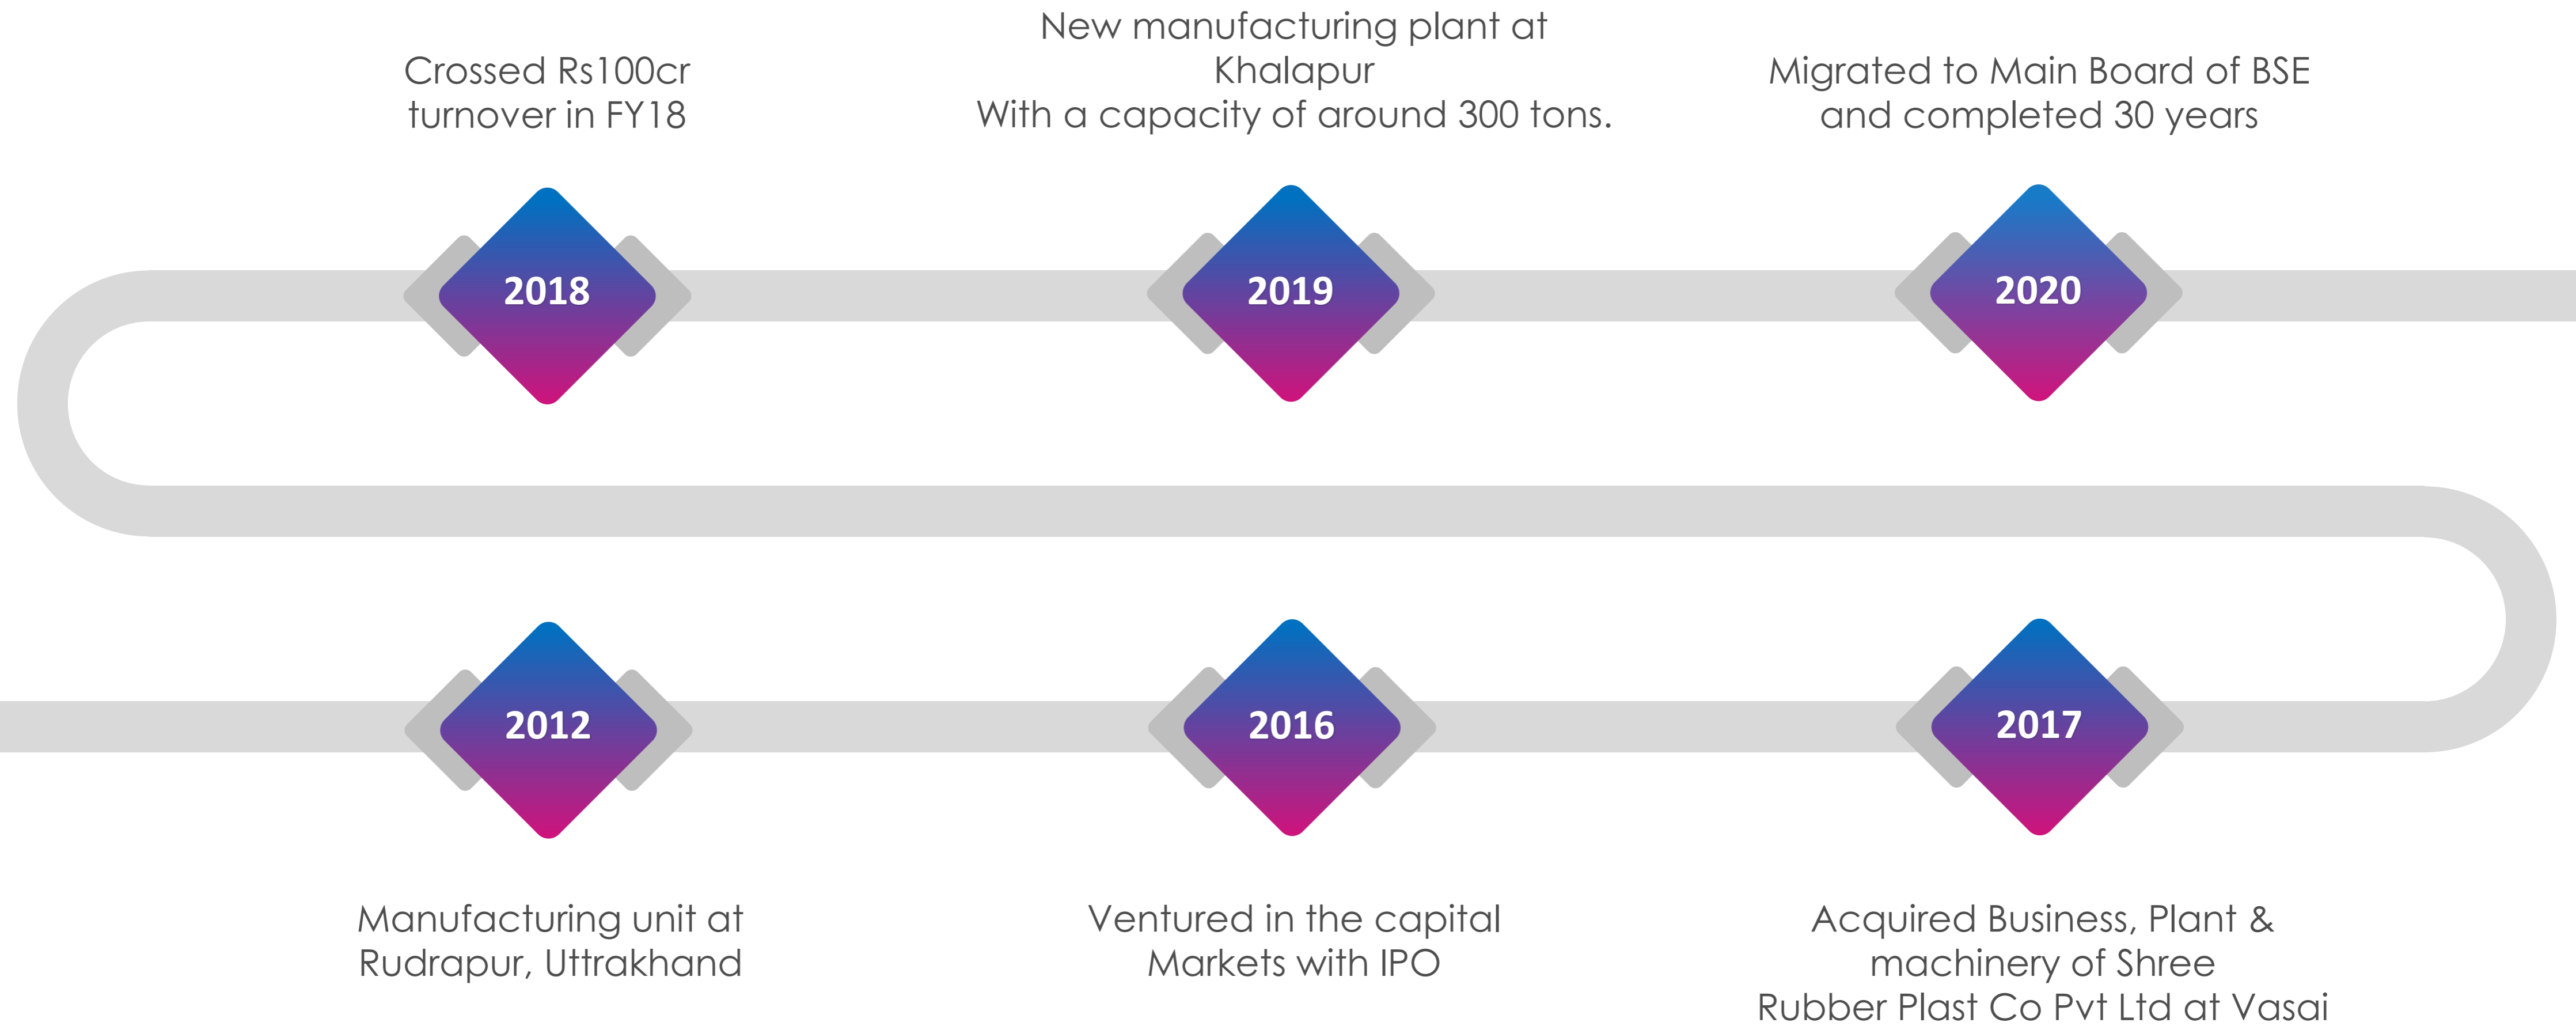 Crossed Rs100cr
turnover in FY18
New manufacturing plant at
Khalapur
With a capacity of around 300 tons.
Migrated to Main Board of BSE
and completed 30 years
2018
2019
2020
2012
2016
2017
Manufacturing unit at
Rudrapur, Uttrakhand
Ventured in the capital
Markets with IPO
Acquired Business, Plant &
machinery of Shree
Rubber Plast Co Pvt Ltd at Vasai